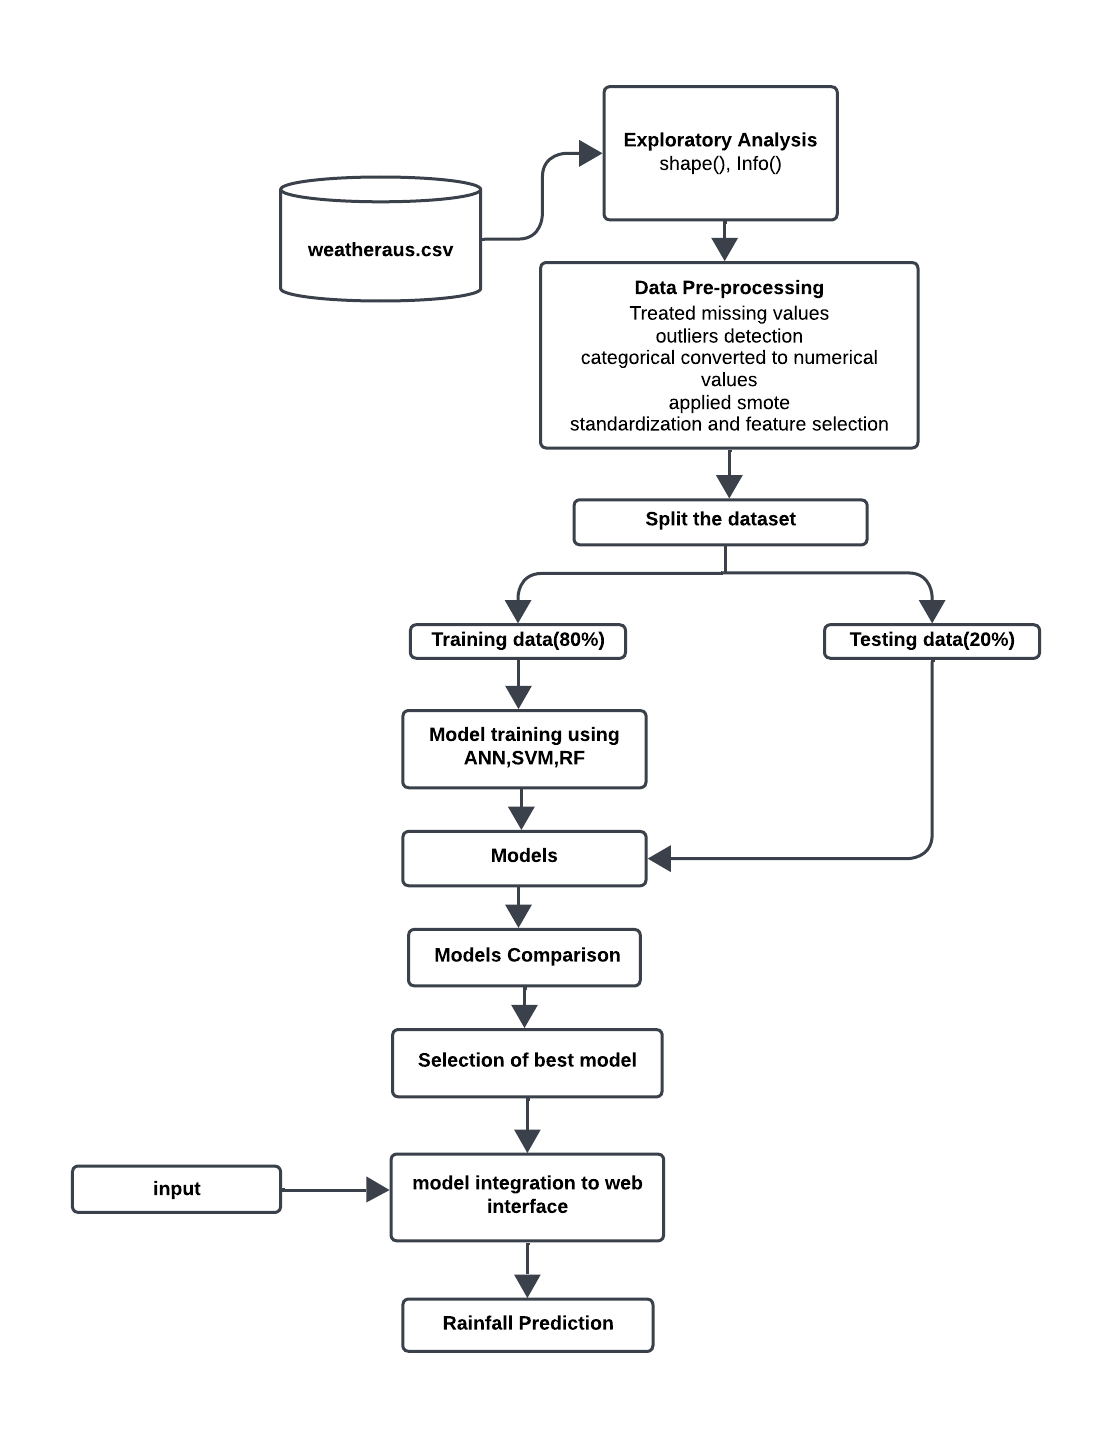 Exploratory Analysis
shape(), Info()
weatheraus.csv
Data Pre-processing
Treated missing values
outliers detection
categorical converted to numerical
values
applied smote
standardization and feature selection
Split the dataset
Training data(80%)
Testing data(20%)
Model training using
ANN,SVM,RF
Models
Models Comparison
Selection of best model
input
model integration to web
interface
Rainfall Prediction